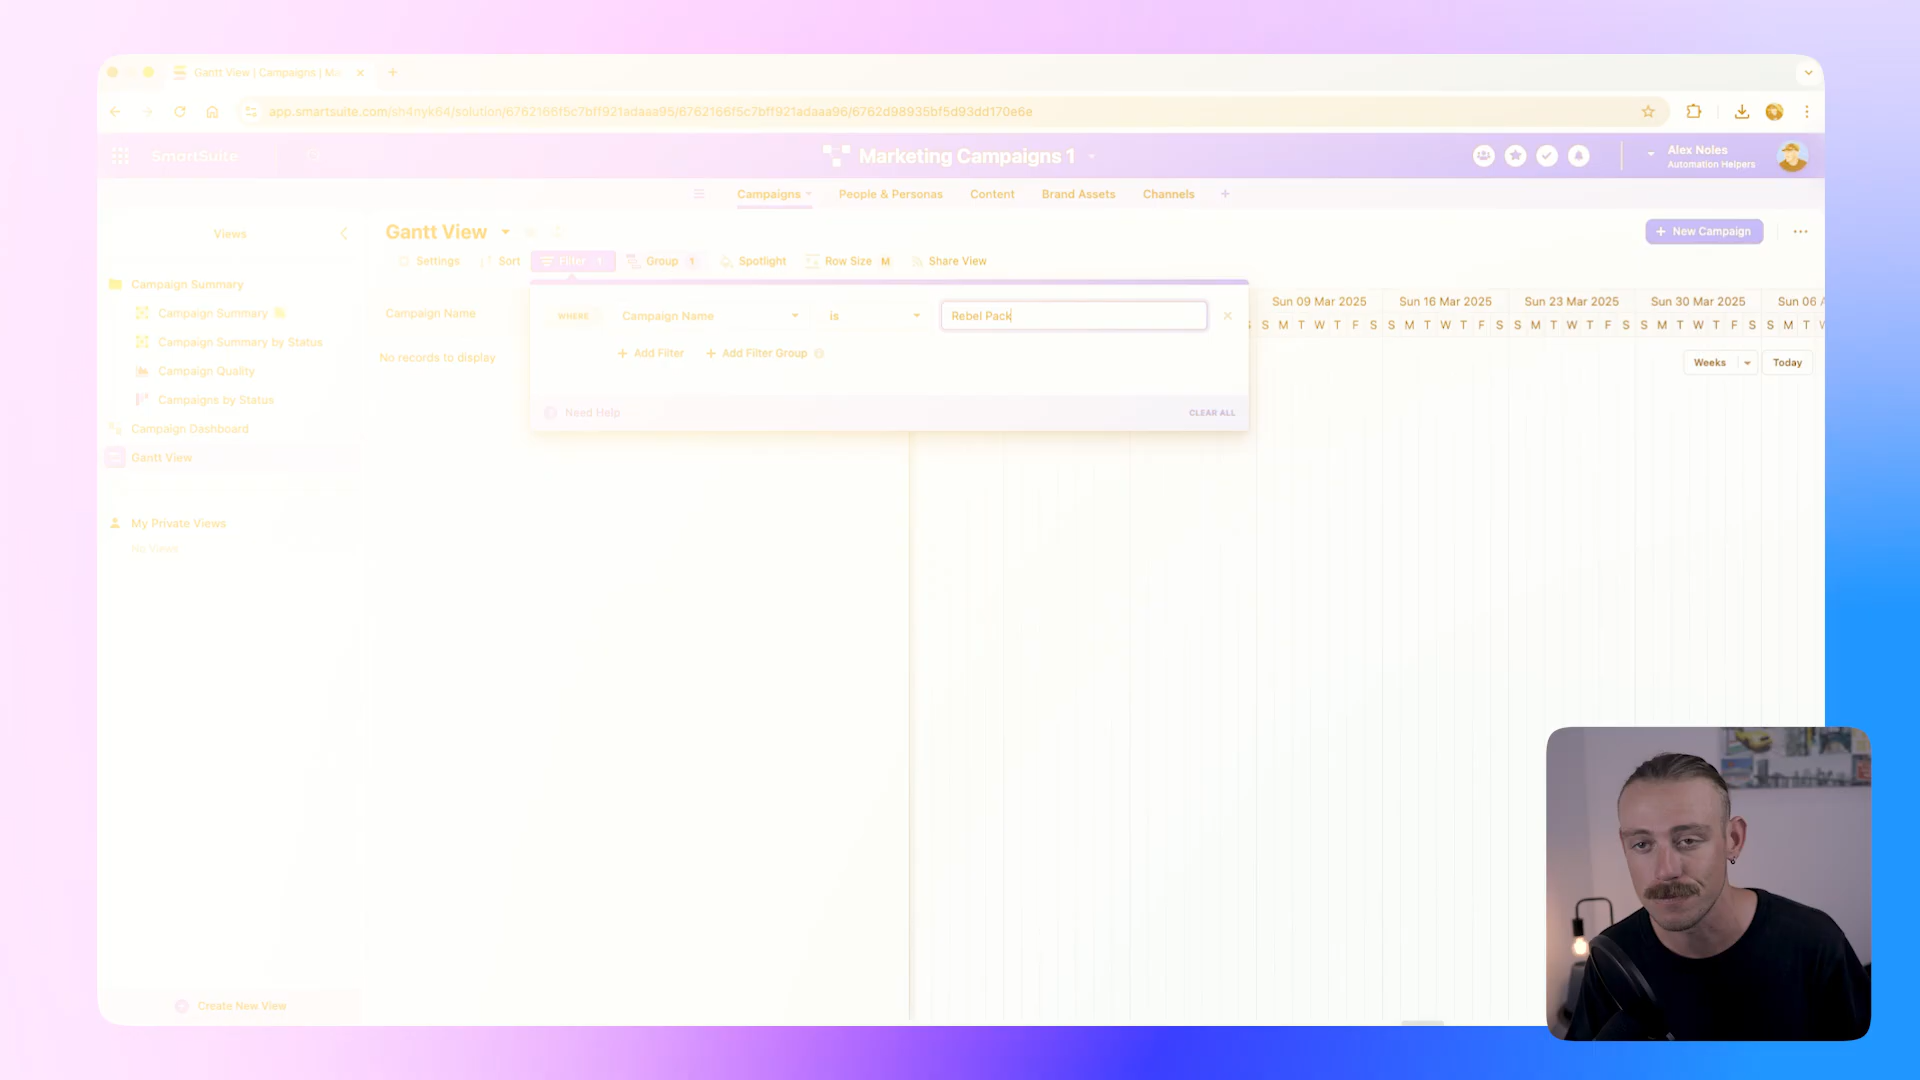 Gantt View | Campaigns | Ma
app.smartsuite.com/sh4nyk64/solution/6762166f5c7bff921adaaa95/6762166f5c7bff921adaaa96/6762d98935bf5d93dd170e6e
SmartSuite
Marketing Campaigns 1
Alex Noles
Automation Helpers
Campaigns
People & Personas
Content
Brand Assets
Channels
Views
Gantt View
New Campaign
Settings
Sort
Filter 1
Group 1
Spotlight
Row Size M
Share View
Campaign Summary
Campaign Summary
Campaign Summary by Status
Campaign Quality
Campaigns by Status
Campaign Dashboard
Gantt View
My Private Views
No Views
Create New View
Campaign Name
No records to display
WHERE
Campaign Name
is
Rebel Pack
Add Filter
Add Filter Group
Need Help
CLEAR ALL
Sun 09 Mar 2025
Sun 16 Mar 2025
Sun 23 Mar 2025
Sun 30 Mar 2025
Sun 06
S S M T W T F S S M T W T F S S M T W T F S S M T W T F S S M T W
Weeks
Today